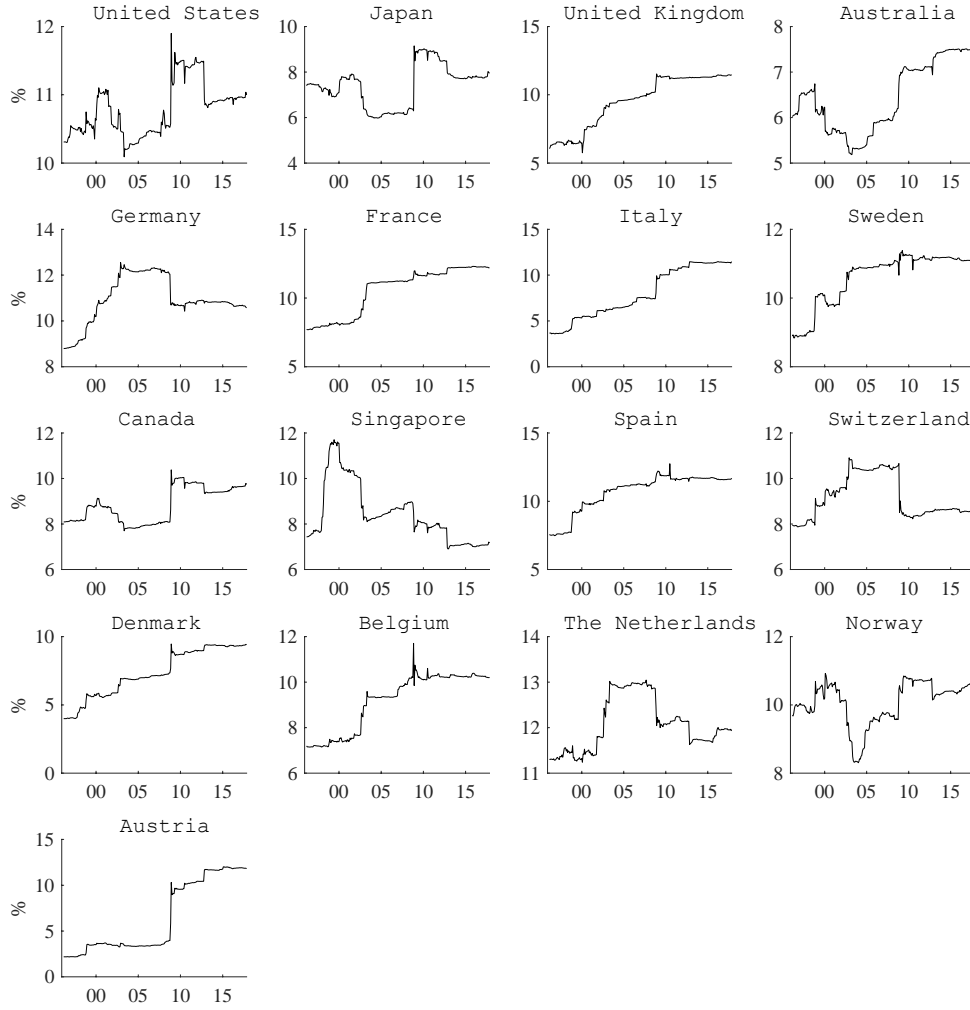 United States Japan United Kingdom Australia
12 10 15 8
% 11 8 10 7
6 6
10 4 5 5
00 05 10 15 00 05 10 15 00 05 10 15 00 05 10 15
Germany France Italy Sweden
14 15 15 12
% 12 10 10
10 5 10
8 5 0 8
00 05 10 15 00 05 10 15 00 05 10 15 00 05 10 15
Canada Singapore Spain Switzerland
12 12 15 12
% 10 10 10 10
8 8 8
6 6 5 6
00 05 10 15 00 05 10 15 00 05 10 15 00 05 10 15
Denmark Belgium The Netherlands Norway
10 12 14
% 5 10 13 10
8 12
0 6 11 8
00 05 10 15 00 05 10 15 00 05 10 15 00 05 10 15
Austria
15
% 10
5
0
00 05 10 15